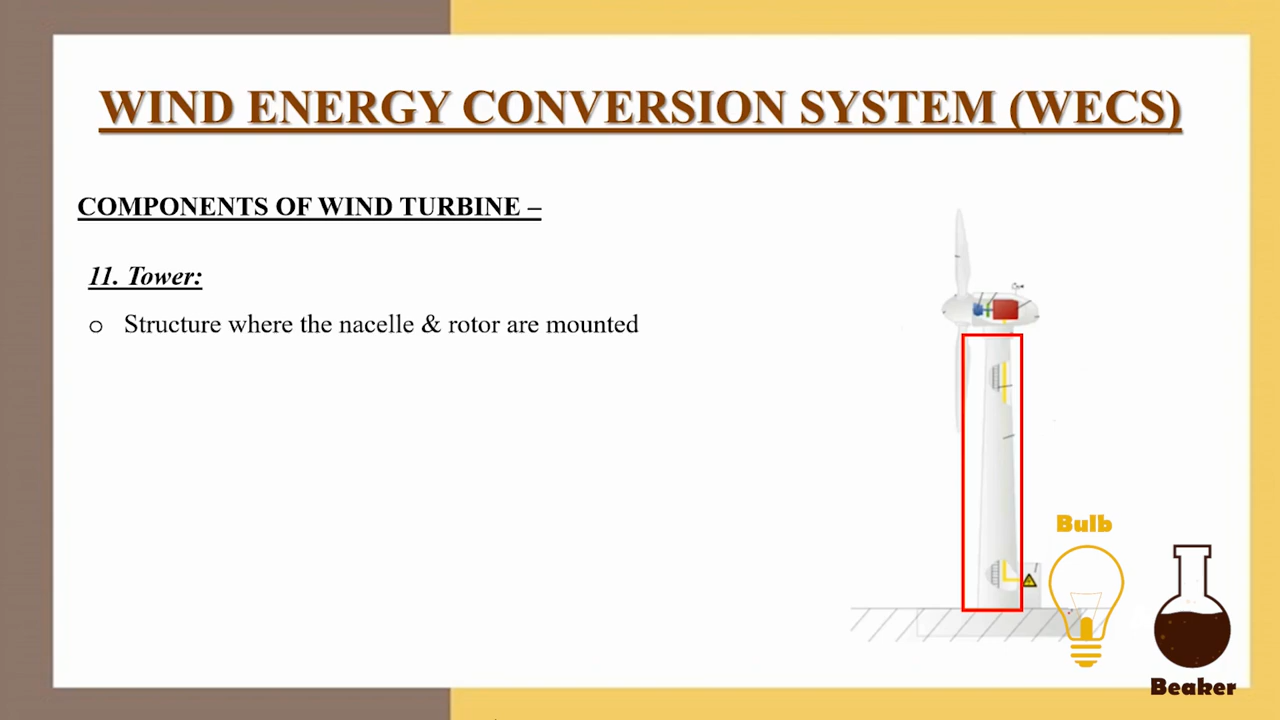 WIND ENERGY CONVERSION SYSTEM (WECS)
COMPONENTS OF WIND TURBINE –
11. Tower:
o Structure where the nacelle & rotor are mounted
Bulb
Beaker